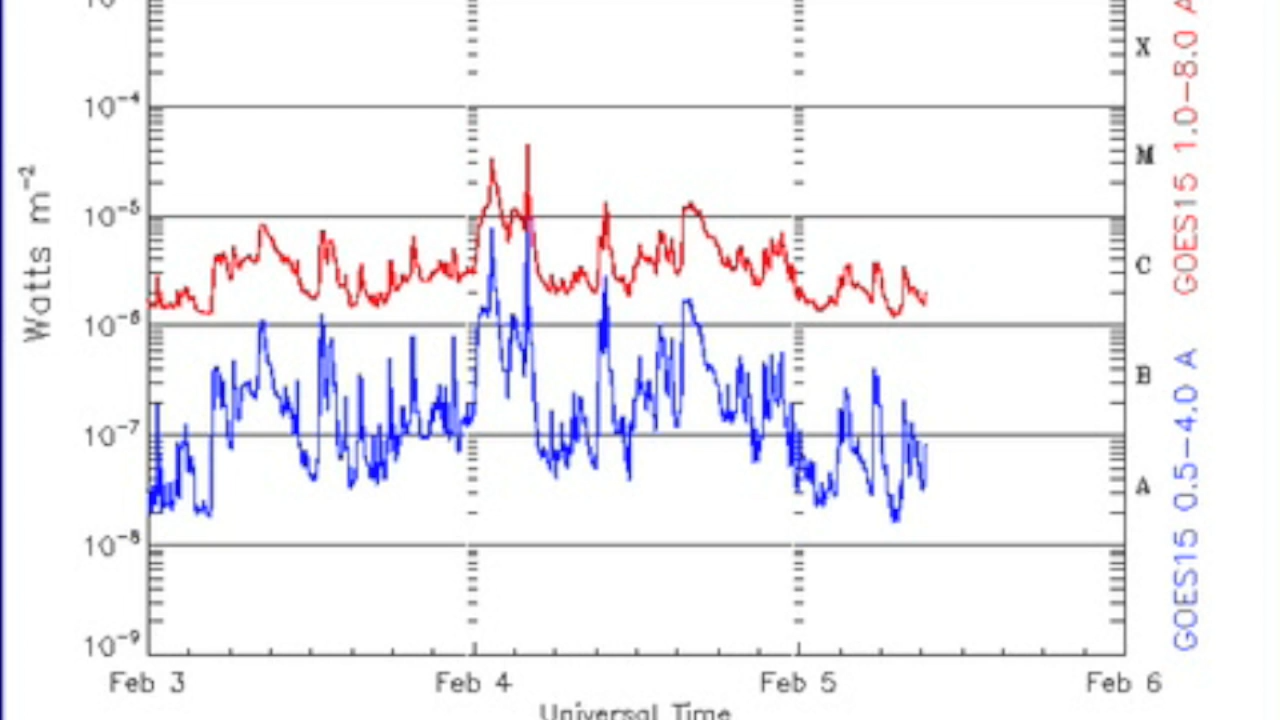 X
GOES15 1.0-8.0 A
10⁻⁴
M
Watts m⁻²
10⁻⁵
C
10⁻⁶
B
10⁻⁷
GOES15 0.5-4.0 A
A
10⁻⁸
10⁻⁹
Feb 3 Feb 4 Feb 5 Feb 6
Universal Time